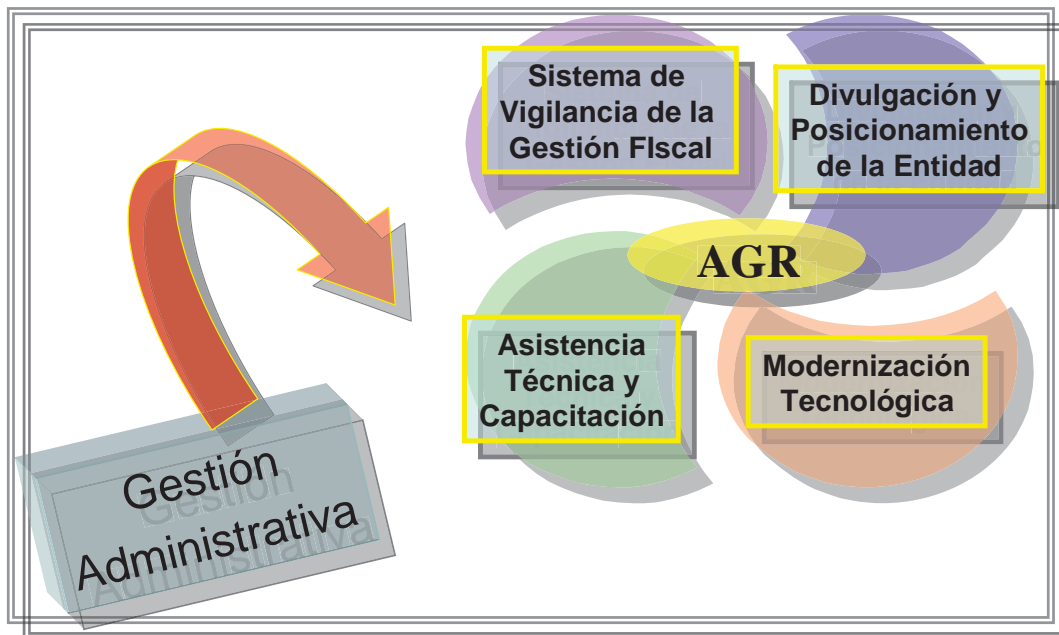 Sistema de
Vigilancia de la
Gestión FIscal
Divulgación y
Posicionamiento
de la Entidad
AGR
Asistencia
Técnica y
Capacitación
Modernización
Tecnológica
Gestión
Administrativa